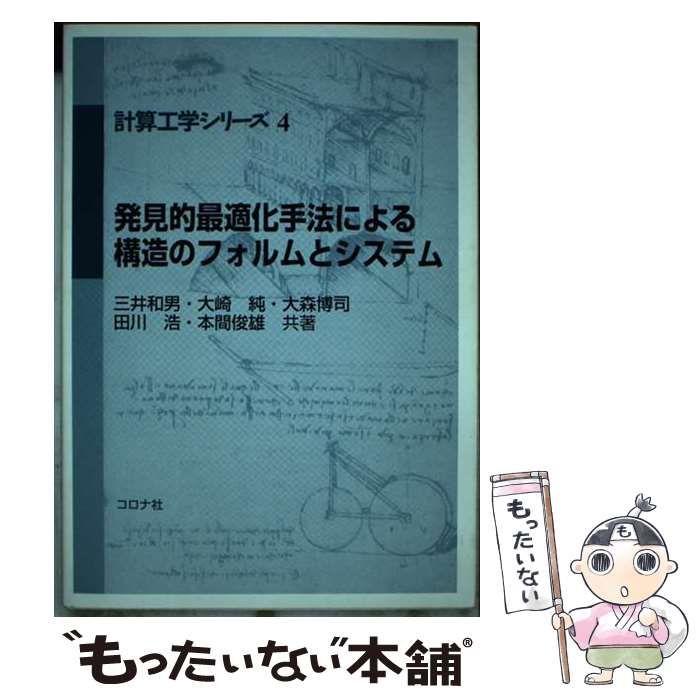 計算工学シリーズ 4
発見的最適化手法による
構造のフォルムとシステム
三井和男・大崎 純・大森博司
田川 浩・本間俊雄 共著
コロナ社
も
もったいない
“もったいない本舗®